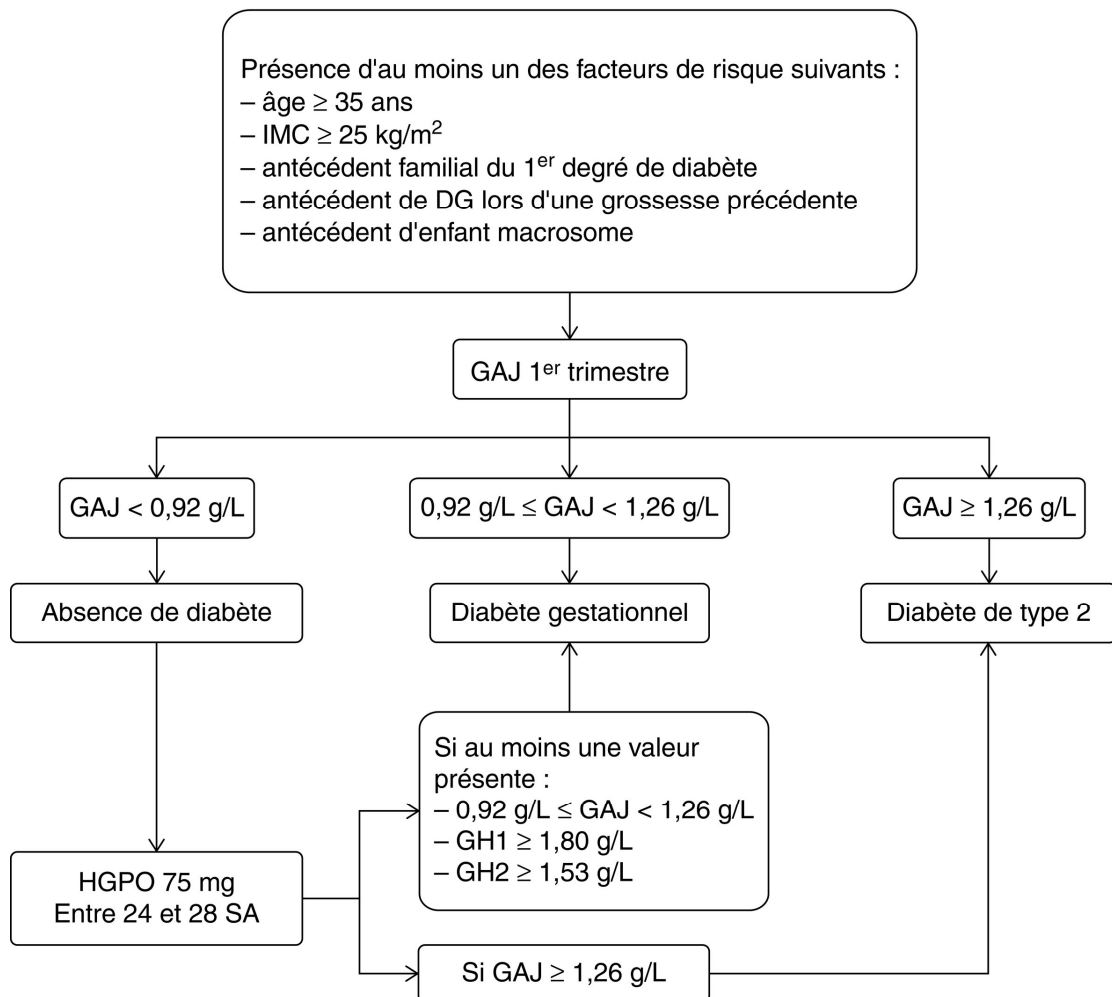 Présence d'au moins un des facteurs de risque suivants :
– âge ≥ 35 ans
– IMC ≥ 25 kg/m²
– antécédent familial du 1er degré de diabète
– antécédent de DG lors d'une grossesse précédente
– antécédent d'enfant macrosome
GAJ 1er trimestre
GAJ < 0,92 g/L
0,92 g/L ≤ GAJ < 1,26 g/L
GAJ ≥ 1,26 g/L
Absence de diabète
Diabète gestationnel
Diabète de type 2
Si au moins une valeur
présente :
– 0,92 g/L ≤ GAJ < 1,26 g/L
– GH1 ≥ 1,80 g/L
– GH2 ≥ 1,53 g/L
HGPO 75 mg
Entre 24 et 28 SA
Si GAJ ≥ 1,26 g/L